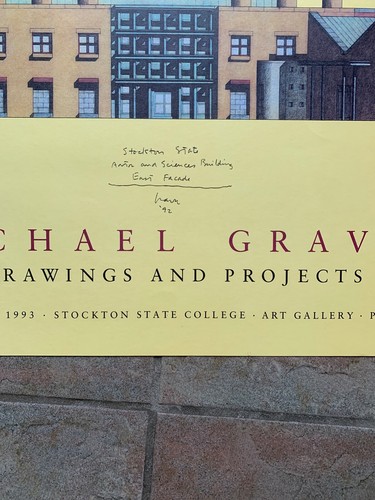 Stockton State
Arts and Sciences Building
East Facade
Graves
'92
CHAEL GRAV
RAWINGS AND PROJECTS
1993 · STOCKTON STATE COLLEGE · ART GALLERY · P